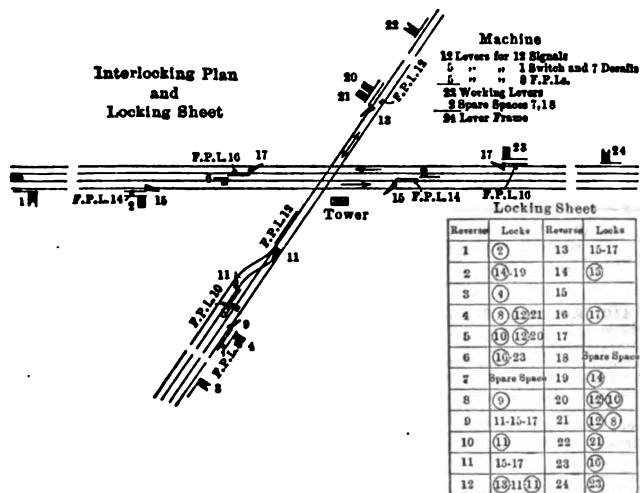 22
Machine
12 Levers for 12 Signals
5 " " 1 Switch and 7 Derails
5 " " 8 F.P.Ls.
22 Working Levers
2 Spare Spaces 7,18
24 Lever Frame
Interlocking Plan
and
Locking Sheet
20
21
F.P.L.12
13
F.P.L.16
17
6
17
23
24
1
F.P.L.14
2
15
15
F.P.L.14
F.P.L.16
Tower
F.P.L.12
11
11
F.P.L.10
9
4
F.P.L.
3
Locking Sheet
Reverse Locks Reverse Locks
1 2 13 15-17
2 14-19 14 15
3 4 15
4 8 12-21 16 17
5 10 12-20 17
6 16-23 18 Spare Space
7 Spare Space 19 14
8 9 20 12 10
9 11-15-17 21 12 8
10 11 22 21
11 15-17 23 16
12 13-11-11 24 23